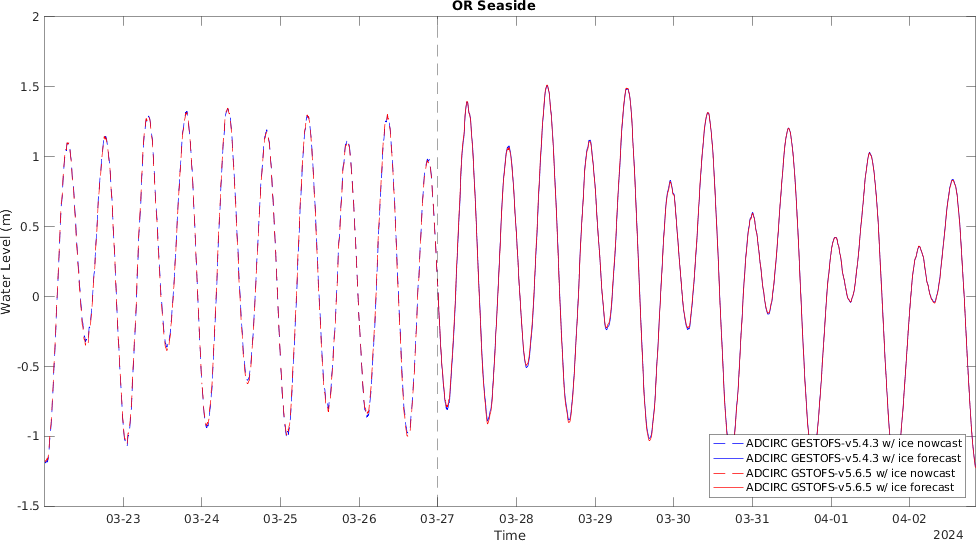 OR Seaside
2
1.5
1
0.5
0
-0.5
-1
-1.5
Water Level (m)
ADCIRC GESTOFS-v5.4.3 w/ ice nowcast
ADCIRC GESTOFS-v5.4.3 w/ ice forecast
ADCIRC GSTOFS-v5.6.5 w/ ice nowcast
ADCIRC GSTOFS-v5.6.5 w/ ice forecast
03-23 03-24 03-25 03-26 03-27 03-28 03-29 03-30 03-31 04-01 04-02
Time
2024